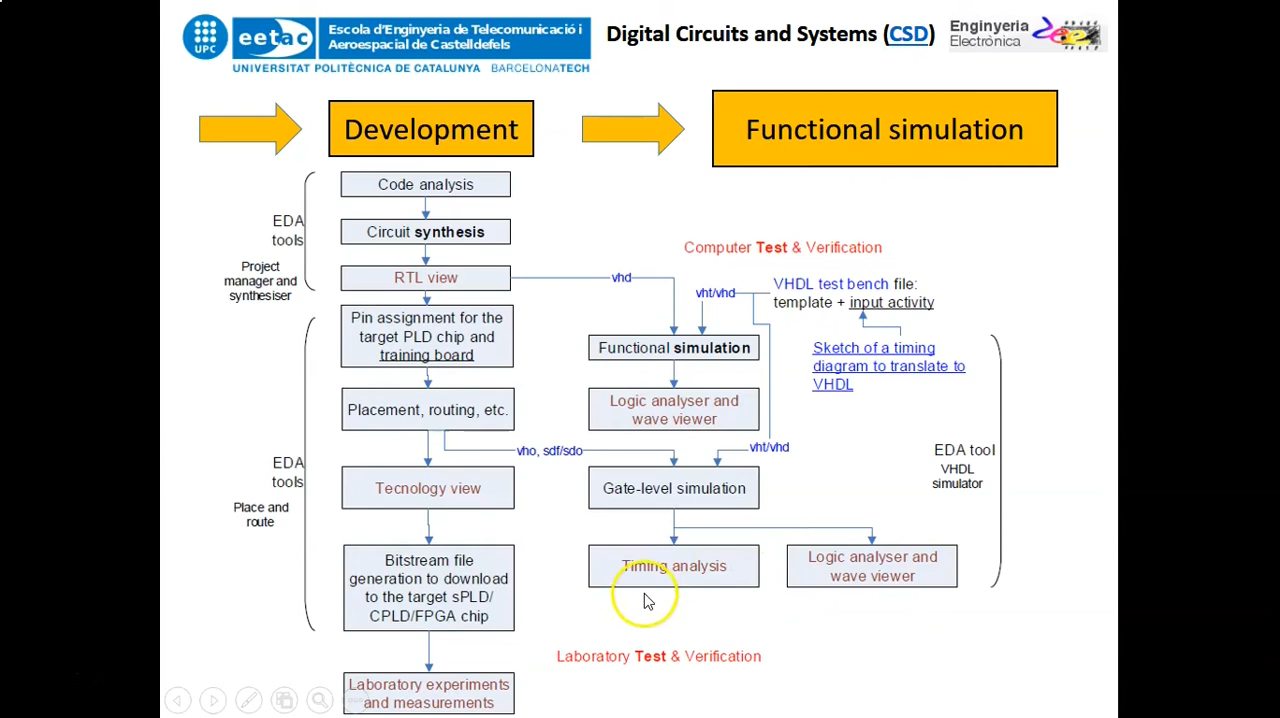 UPC
eetac
Escola d'Enginyeria de Telecomunicació i
Aeroespacial de Castelldefels
UNIVERSITAT POLITÈCNICA DE CATALUNYA BARCELONATECH
Digital Circuits and Systems (CSD)
Enginyeria
Electrònica
Development
Functional simulation
EDA
tools
Project
manager and
synthesiser
Code analysis
Circuit synthesis
RTL view
vhd
Pin assignment for the
target PLD chip and
training board
Placement, routing, etc.
vho, sdf/sdo
EDA
tools
Place and
route
Tecnology view
Bitstream file
generation to download
to the target sPLD/
CPLD/FPGA chip
Laboratory experiments
and measurements
Computer Test & Verification
vht/vhd
VHDL test bench file:
template + input activity
Sketch of a timing
diagram to translate to
VHDL
Functional simulation
Logic analyser and
wave viewer
vht/vhd
Gate-level simulation
Timing analysis
Logic analyser and
wave viewer
EDA tool
VHDL
simulator
Laboratory Test & Verification